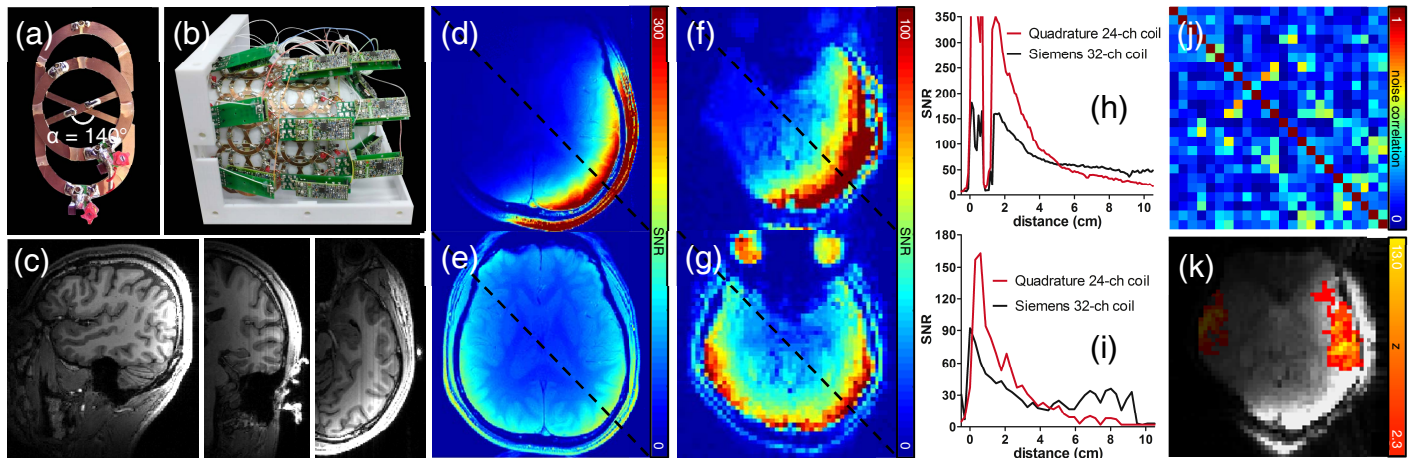 (a)
α = 140°
(b)
(c)
(d)
300
SNR
0
(e)
(f)
100
SNR
0
(g)
350
300
250
200
150
100
50
0
SNR
Quadrature 24-ch coil
Siemens 32-ch coil
(h)
0 2 4 6 8 10
distance (cm)
180
150
120
90
60
30
0
SNR
Quadrature 24-ch coil
Siemens 32-ch coil
(i)
0 2 4 6 8 10
distance (cm)
(j)
1
noise correlation
0
(k)
13.0
z
2.3